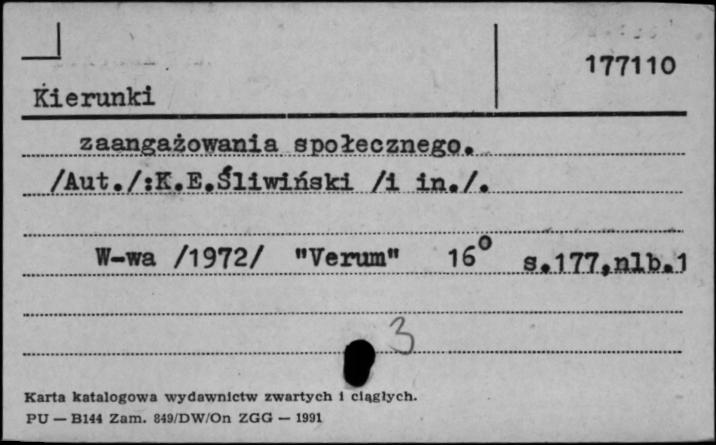 177110
Kierunki
zaangażowania społecznego.
/Aut./:K.E.Śliwiński /i in./.
W-wa /1972/ "Verum" 16° s.177,nlb.1
3
Karta katalogowa wydawnictw zwartych i ciągłych.
PU — B144 Zam. 849/DW/On ZGG — 1991